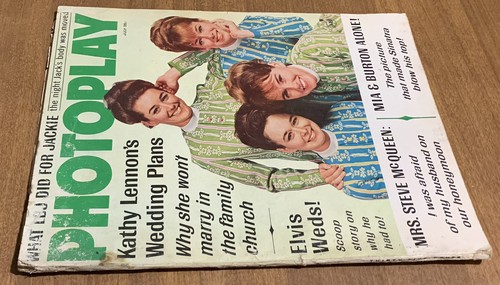 WHAT TED DID FOR JACKIE the night Jack's body was moved
PHOTOPLAY
Kathy Lennon's
Wedding Plans
Why she won't
marry in
the family
church
Elvis
Weds!
Scoop
story on
why he
had to!
MRS. STEVE McQUEEN:
I was afraid
of my husband on
our honeymoon
MIA & BURTON ALONE!
The picture
that made Sinatra
blow his top!